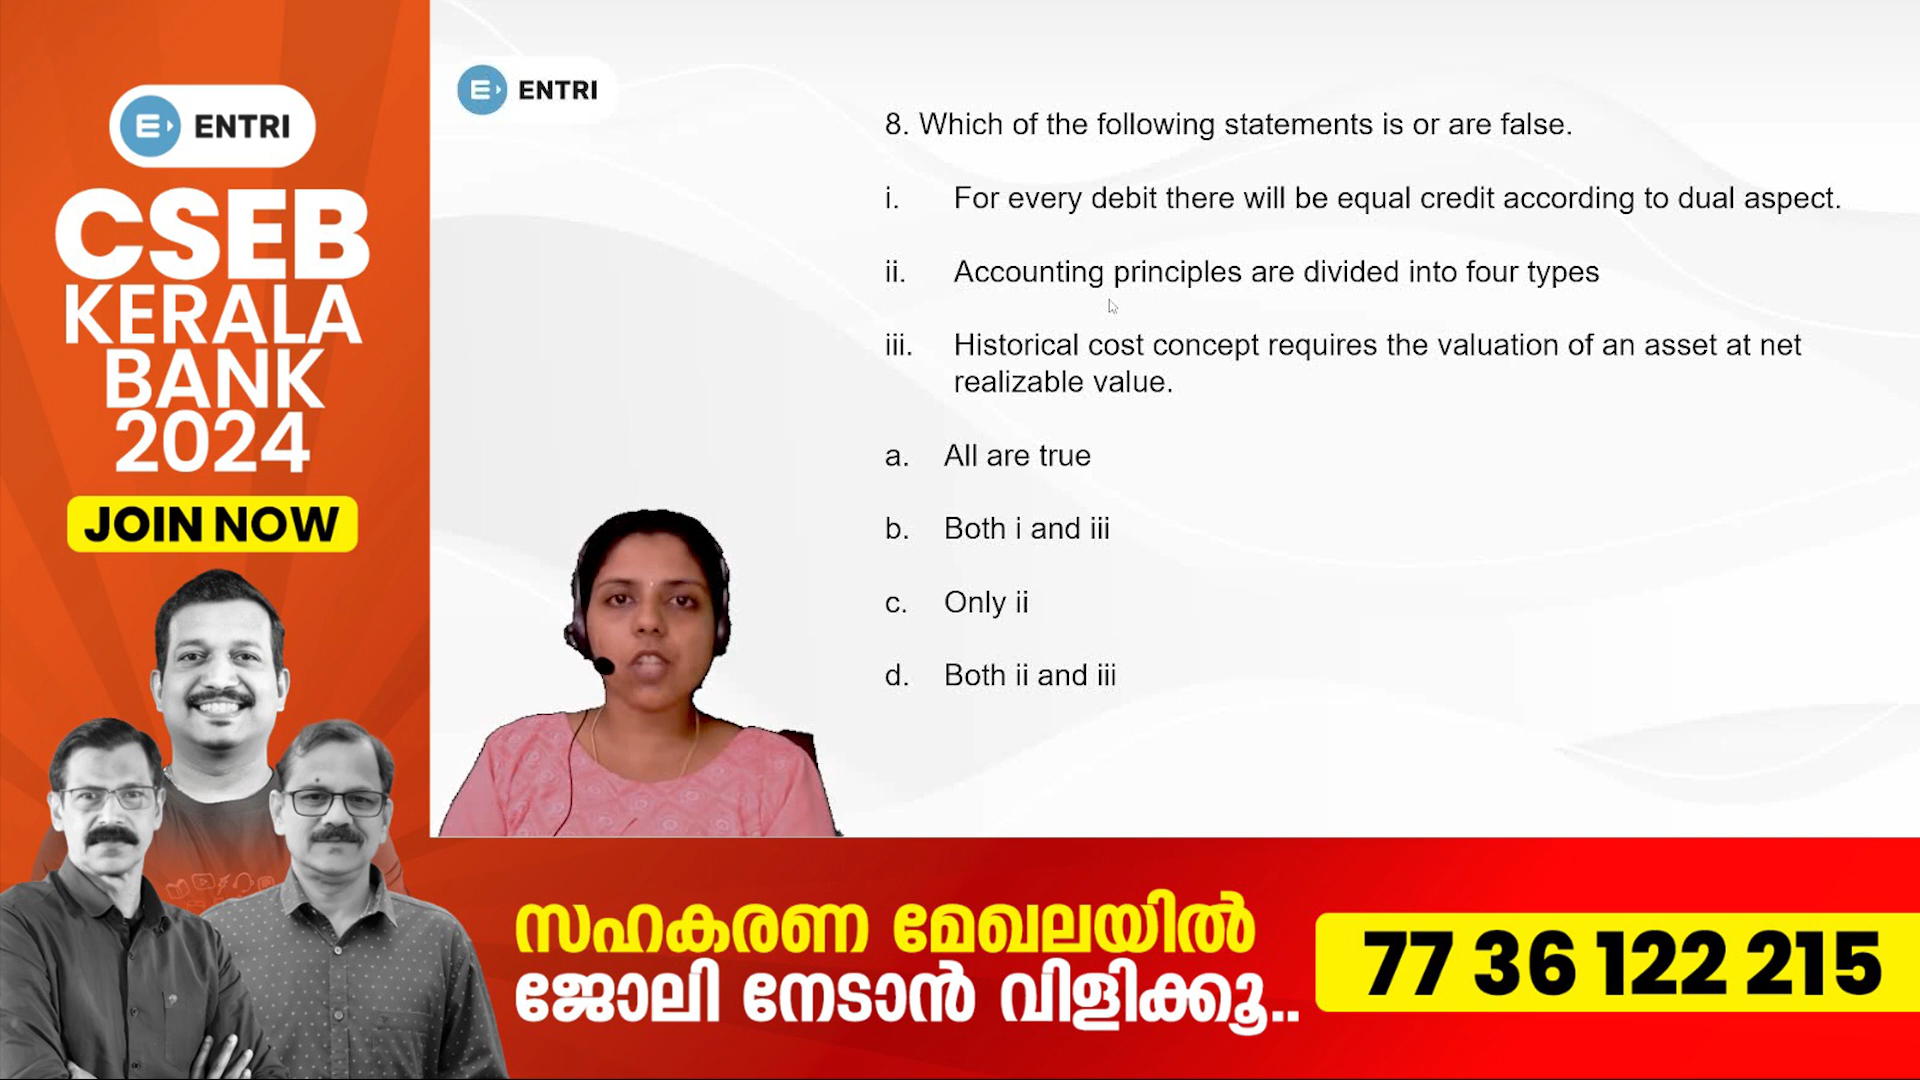 ENTRI
CSEB
KERALA
BANK
2024
JOIN NOW
ENTRI
8. Which of the following statements is or are false.
i. For every debit there will be equal credit according to dual aspect.
ii. Accounting principles are divided into four types
iii. Historical cost concept requires the valuation of an asset at net
realizable value.
a. All are true
b. Both i and iii
c. Only ii
d. Both ii and iii
സഹകരണ മേഖലയിൽ
ജോലി നേടാൻ വിളിക്കൂ..
77 36 122 215